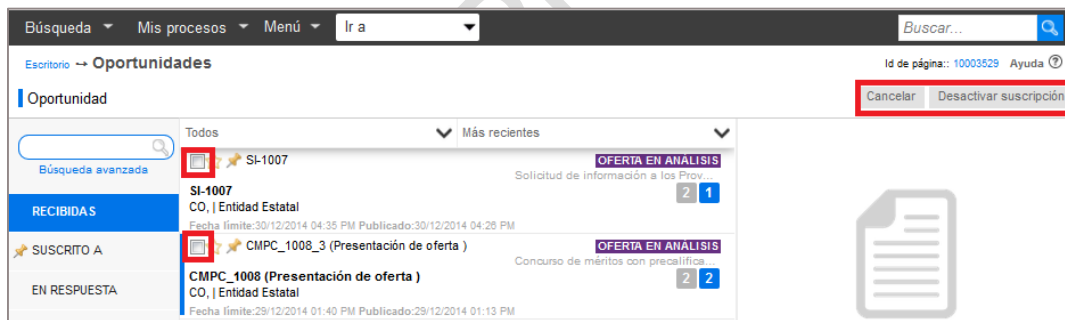 Búsqueda Mis procesos Menú Ir a Buscar...
Escritorio → Oportunidades Id de página:: 10003529 Ayuda ?
Oportunidad Cancelar Desactivar suscripción
Todos Más recientes
Búsqueda avanzada
RECIBIDAS
SUSCRITO A
EN RESPUESTA
SI-1007 OFERTA EN ANÁLISIS
Solicitud de información a los Prov...
SI-1007 2 1
CO, | Entidad Estatal
Fecha límite:30/12/2014 04:35 PM Publicado:30/12/2014 04:26 PM
CMPC_1008_3 (Presentación de oferta ) OFERTA EN ANÁLISIS
Concurso de méritos con precalifica...
CMPC_1008 (Presentación de oferta ) 2 2
CO, | Entidad Estatal
Fecha límite:29/12/2014 01:40 PM Publicado:29/12/2014 01:13 PM